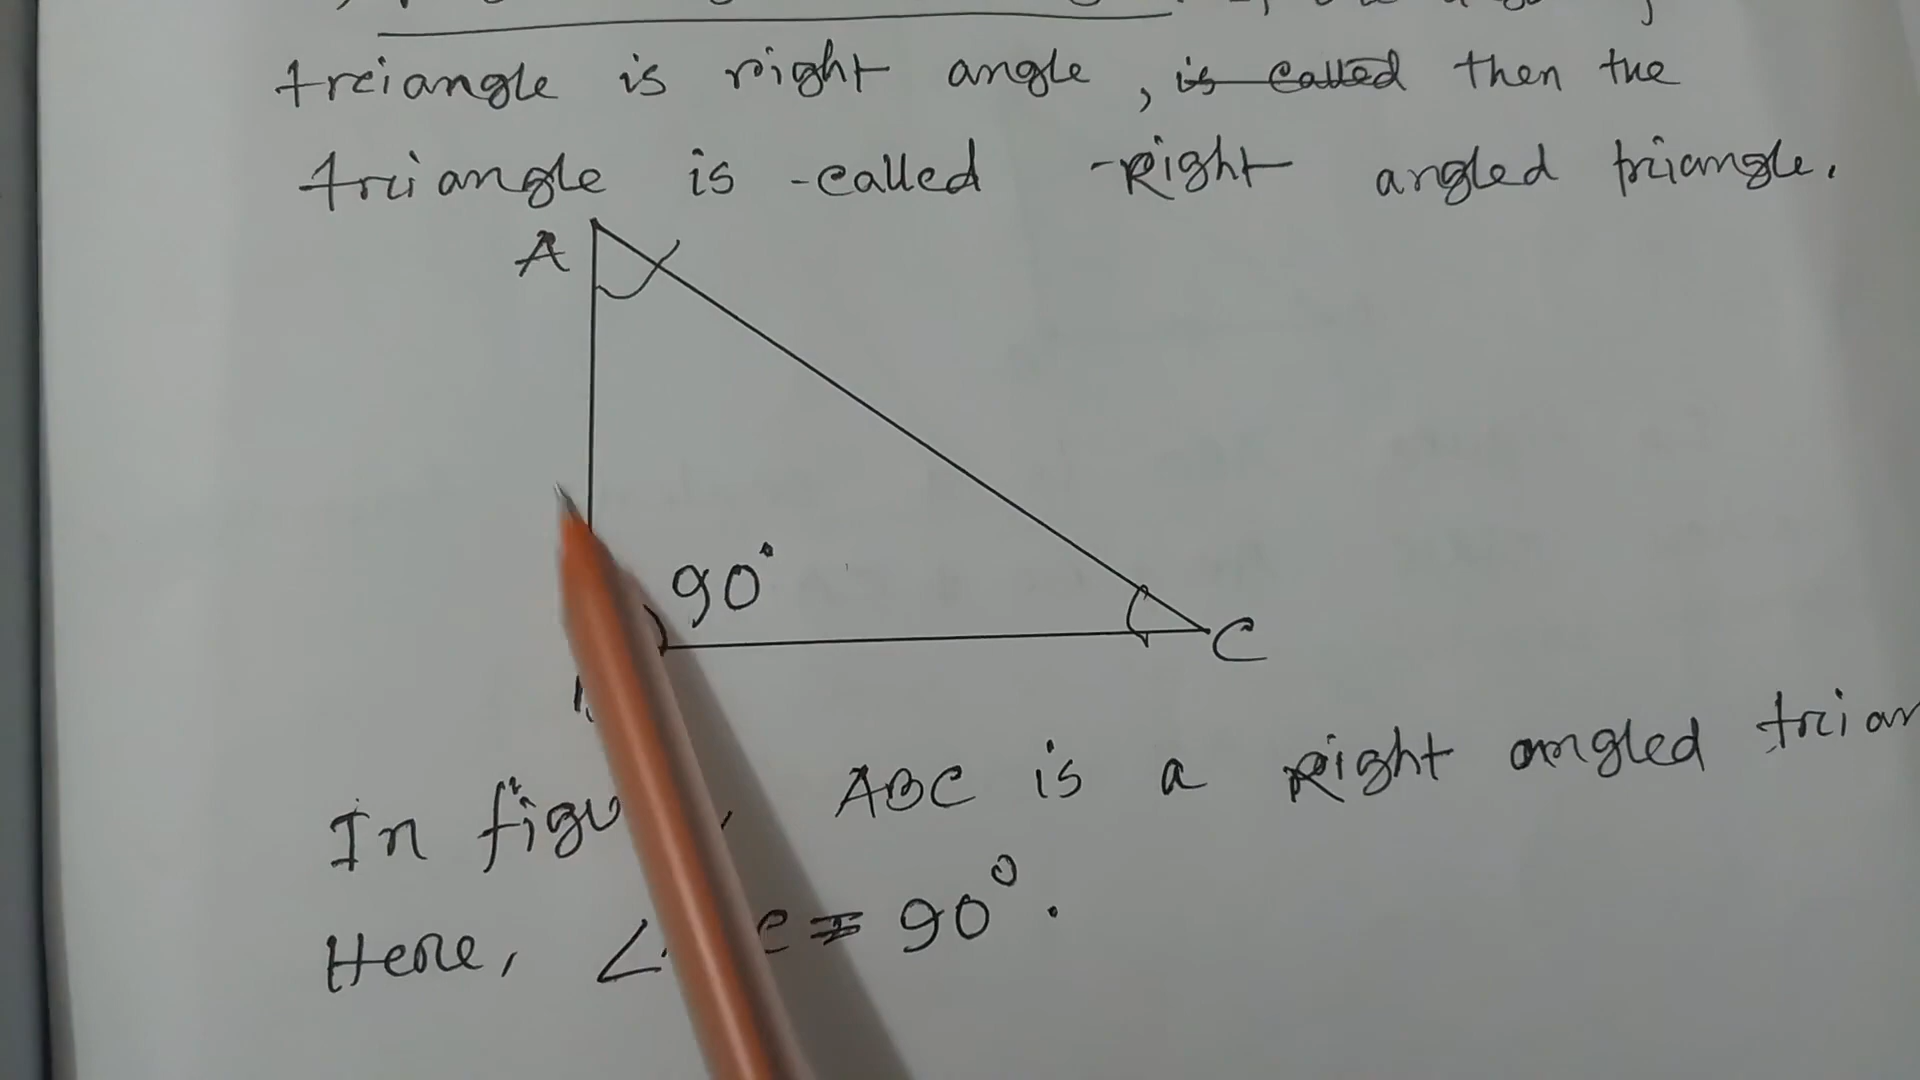 treiangle is right angle, is called then the
triangle is called Right angled triangle.
A
90°
C
In figu , ABC is a Right angled trian
Here, ∠ c = 90°.